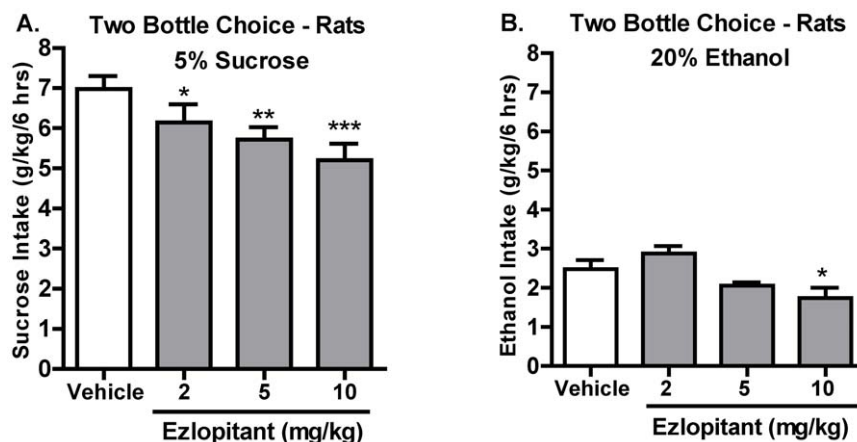 A. Two Bottle Choice - Rats
5% Sucrose
Sucrose Intake (g/kg/6 hrs)
8
7
6
5
4
3
2
1
0
*
**
***
Vehicle 2 5 10
Ezlopitant (mg/kg)
B. Two Bottle Choice - Rats
20% Ethanol
Ethanol Intake (g/kg/6 hrs)
8
7
6
5
4
3
2
1
0
*
Vehicle 2 5 10
Ezlopitant (mg/kg)